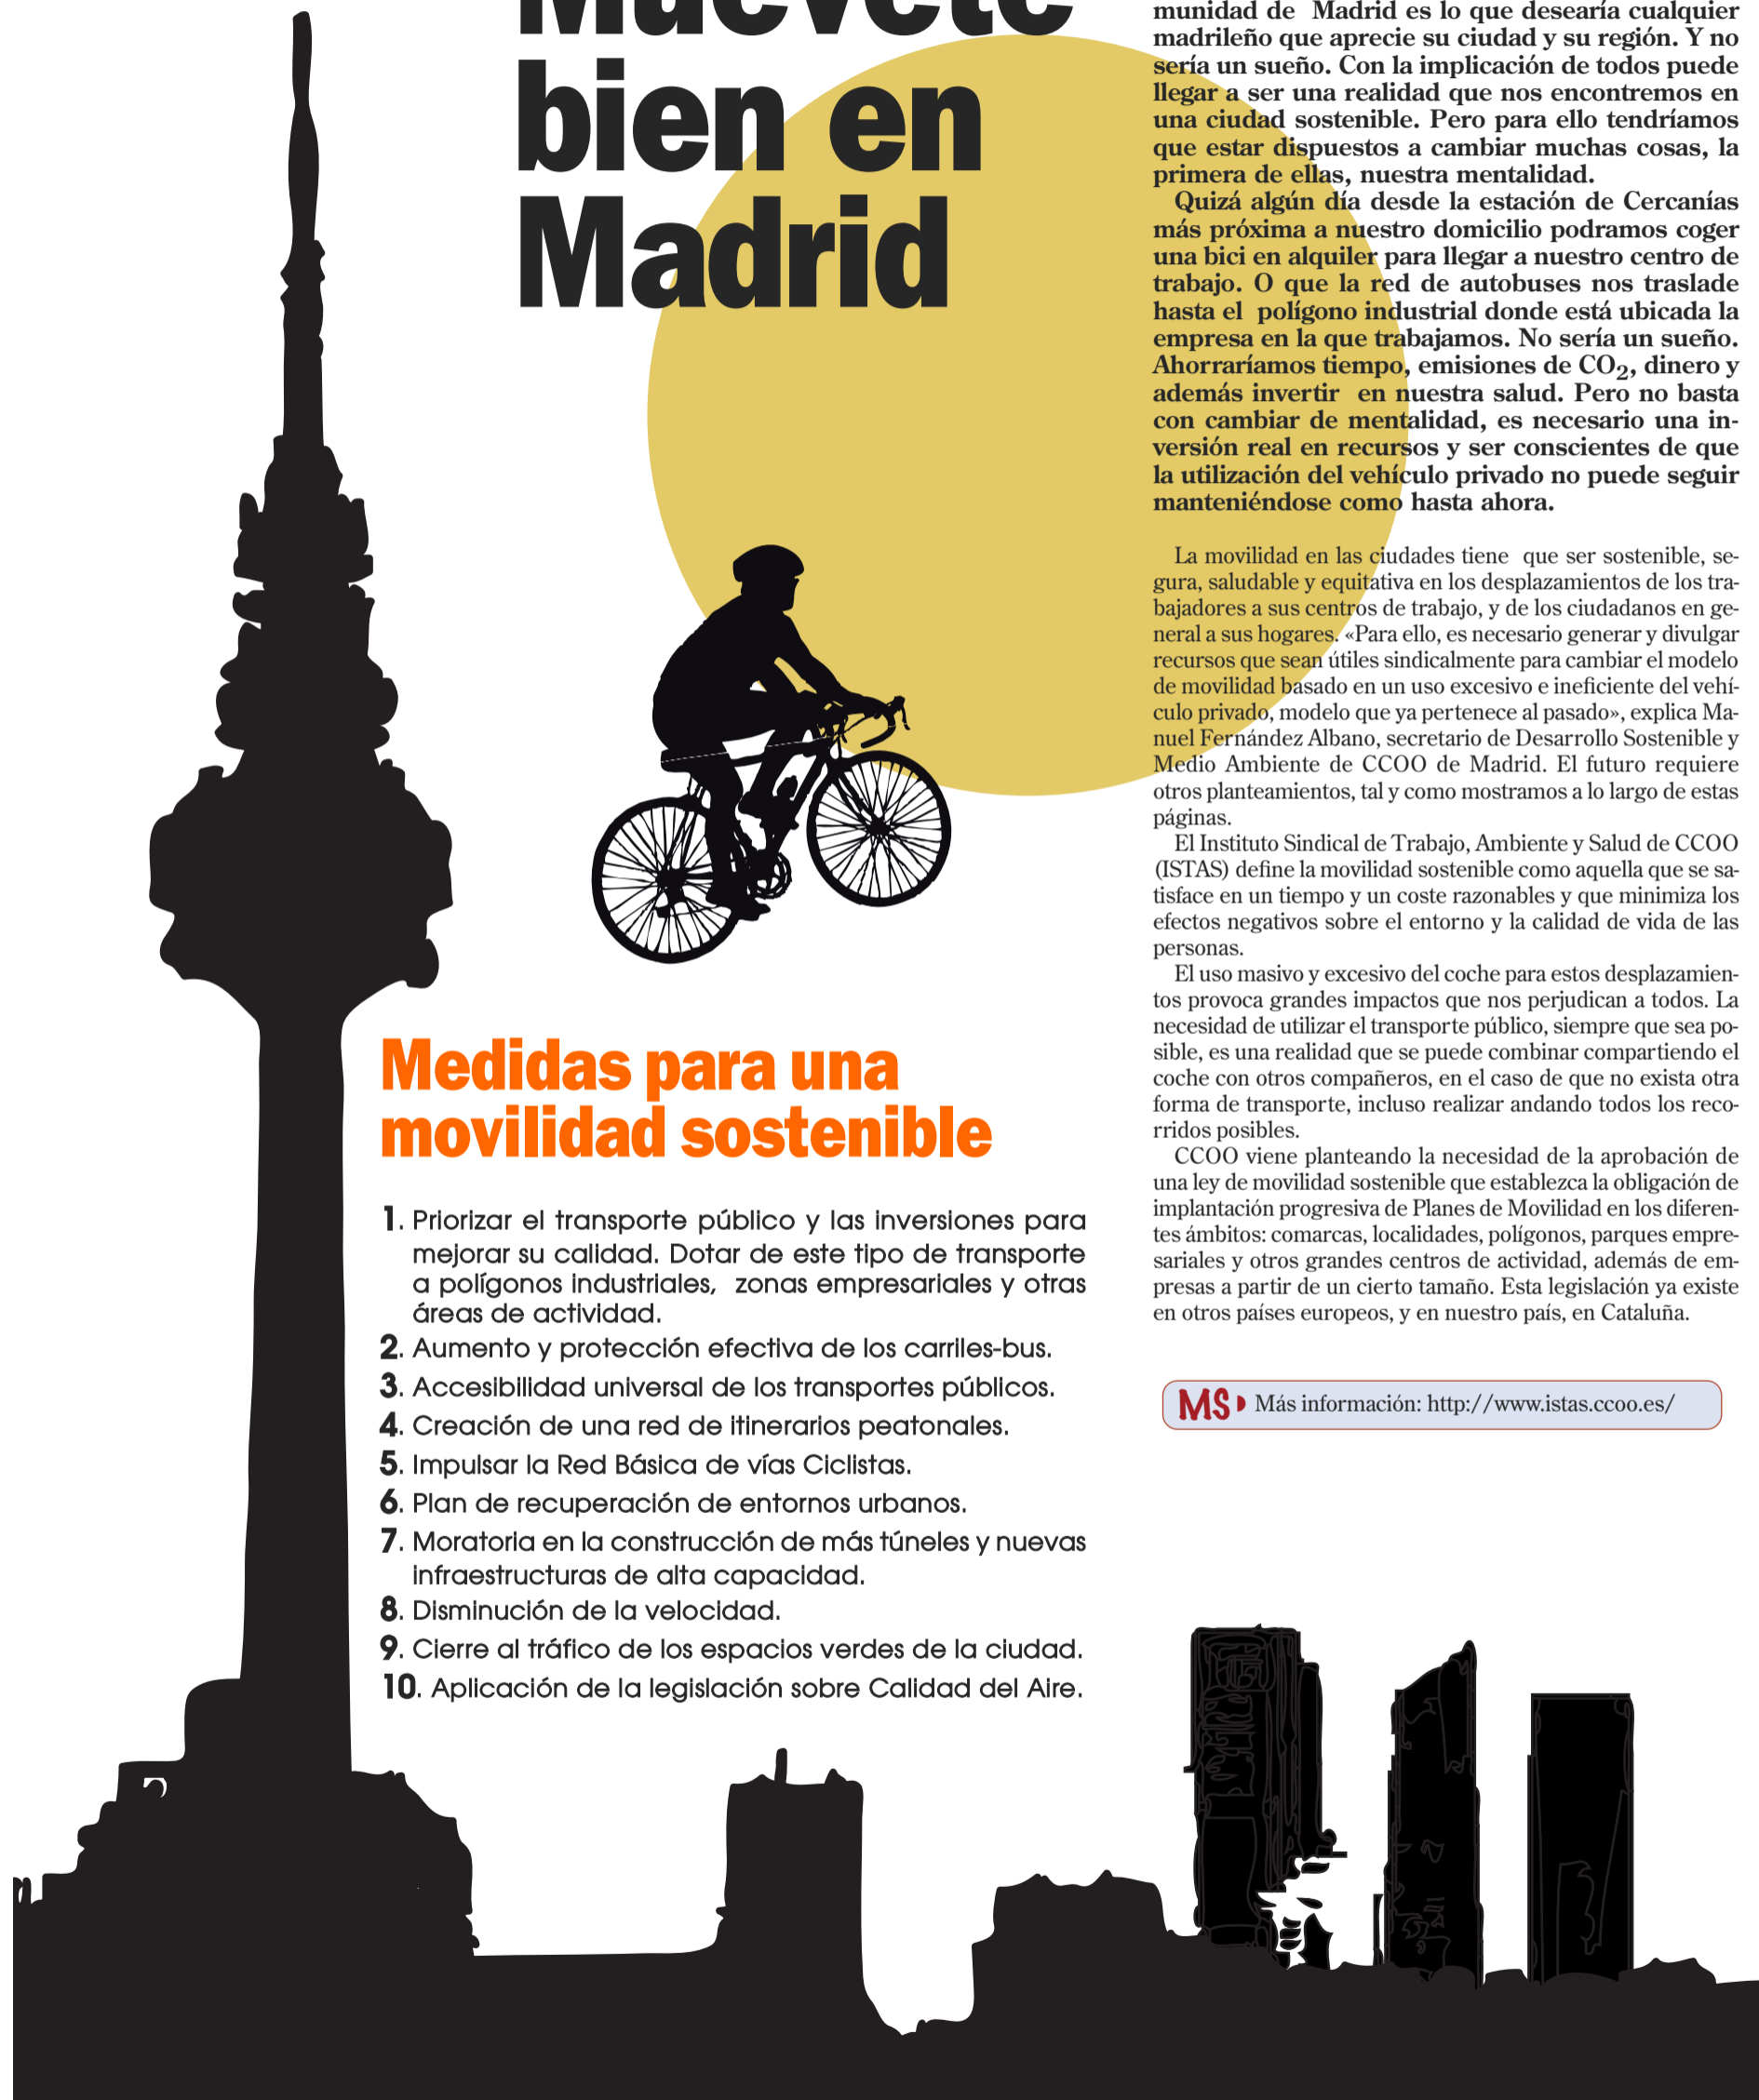 Muévete
bien en
Madrid
Medidas para una
movilidad sostenible
1. Priorizar el transporte público y las inversiones para
mejorar su calidad. Dotar de este tipo de transporte
a polígonos industriales, zonas empresariales y otras
áreas de actividad.
2. Aumento y protección efectiva de los carriles-bus.
3. Accesibilidad universal de los transportes públicos.
4. Creación de una red de itinerarios peatonales.
5. Impulsar la Red Básica de vías Ciclistas.
6. Plan de recuperación de entornos urbanos.
7. Moratoria en la construcción de más túneles y nuevas
infraestructuras de alta capacidad.
8. Disminución de la velocidad.
9. Cierre al tráfico de los espacios verdes de la ciudad.
10. Aplicación de la legislación sobre Calidad del Aire.
munidad de Madrid es lo que desearía cualquier
madrileño que aprecie su ciudad y su región. Y no
sería un sueño. Con la implicación de todos puede
llegar a ser una realidad que nos encontremos en
una ciudad sostenible. Pero para ello tendríamos
que estar dispuestos a cambiar muchas cosas, la
primera de ellas, nuestra mentalidad.
Quizá algún día desde la estación de Cercanías
más próxima a nuestro domicilio podramos coger
una bici en alquiler para llegar a nuestro centro de
trabajo. O que la red de autobuses nos traslade
hasta el polígono industrial donde está ubicada la
empresa en la que trabajamos. No sería un sueño.
Ahorraríamos tiempo, emisiones de CO₂, dinero y
además invertir en nuestra salud. Pero no basta
con cambiar de mentalidad, es necesario una in-
versión real en recursos y ser conscientes de que
la utilización del vehículo privado no puede seguir
manteniéndose como hasta ahora.
La movilidad en las ciudades tiene que ser sostenible, se-
gura, saludable y equitativa en los desplazamientos de los tra-
bajadores a sus centros de trabajo, y de los ciudadanos en ge-
neral a sus hogares. «Para ello, es necesario generar y divulgar
recursos que sean útiles sindicalmente para cambiar el modelo
de movilidad basado en un uso excesivo e ineficiente del vehí-
culo privado, modelo que ya pertenece al pasado», explica Ma-
nuel Fernández Albano, secretario de Desarrollo Sostenible y
Medio Ambiente de CCOO de Madrid. El futuro requiere
otros planteamientos, tal y como mostramos a lo largo de estas
páginas.
El Instituto Sindical de Trabajo, Ambiente y Salud de CCOO
(ISTAS) define la movilidad sostenible como aquella que se sa-
tisface en un tiempo y un coste razonables y que minimiza los
efectos negativos sobre el entorno y la calidad de vida de las
personas.
El uso masivo y excesivo del coche para estos desplazamien-
tos provoca grandes impactos que nos perjudican a todos. La
necesidad de utilizar el transporte público, siempre que sea po-
sible, es una realidad que se puede combinar compartiendo el
coche con otros compañeros, en el caso de que no exista otra
forma de transporte, incluso realizar andando todos los reco-
rridos posibles.
CCOO viene planteando la necesidad de la aprobación de
una ley de movilidad sostenible que establezca la obligación de
implantación progresiva de Planes de Movilidad en los diferen-
tes ámbitos: comarcas, localidades, polígonos, parques empre-
sariales y otros grandes centros de actividad, además de em-
presas a partir de un cierto tamaño. Esta legislación ya existe
en otros países europeos, y en nuestro país, en Cataluña.
MS Más información: http://www.istas.ccoo.es/
2